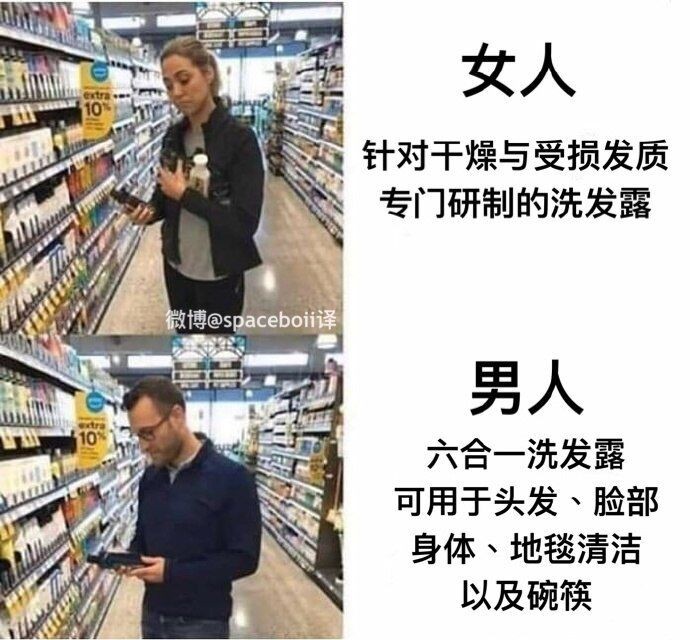 女人
针对干燥与受损发质
专门研制的洗发露
extra
10%
微博@spaceboii译
男人
六合一洗发露
可用于头发、脸部
身体、地毯清洁
以及碗筷
extra
10%